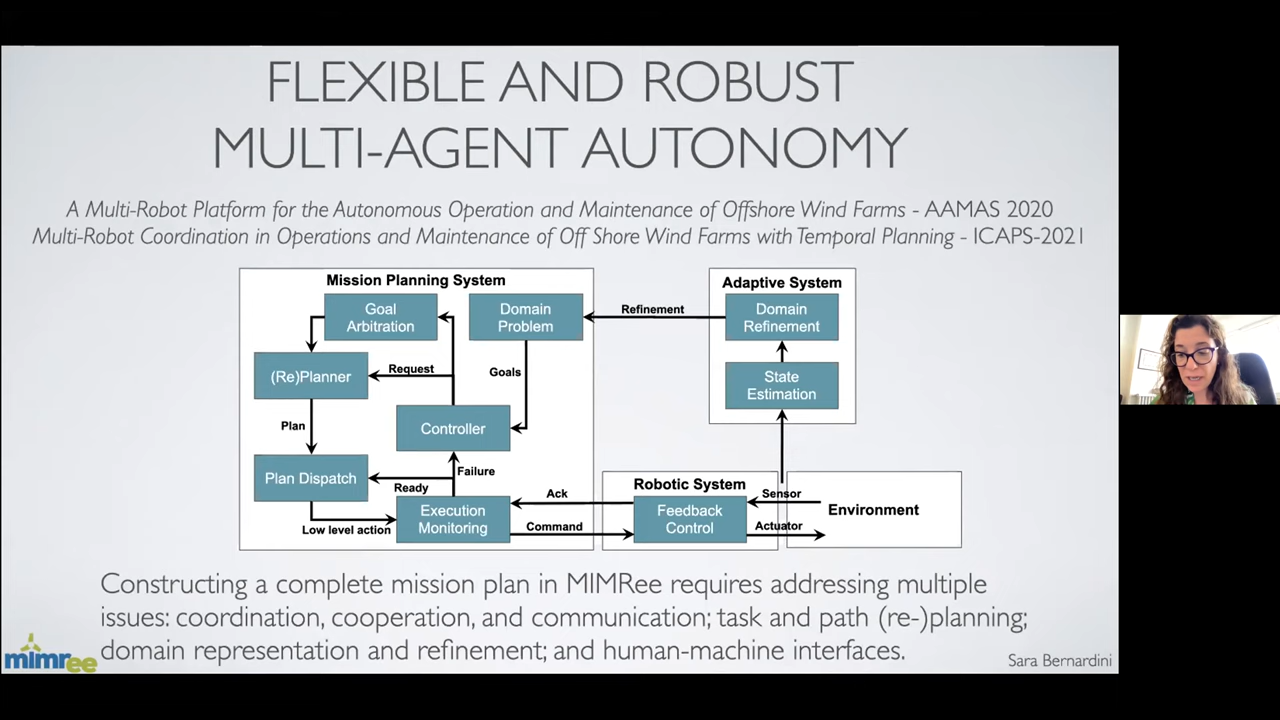 FLEXIBLE AND ROBUST
MULTI-AGENT AUTONOMY
A Multi-Robot Platform for the Autonomous Operation and Maintenance of Offshore Wind Farms - AAMAS 2020
Multi-Robot Coordination in Operations and Maintenance of Off Shore Wind Farms with Temporal Planning - ICAPS-2021
Mission Planning System
Goal
Arbitration
Domain
Problem
Refinement
Adaptive System
Domain
Refinement
(Re)Planner
Request
Goals
State
Estimation
Plan
Controller
Plan Dispatch
Failure
Ready
Low level action
Execution
Monitoring
Ack
Command
Robotic System
Feedback
Control
Sensor
Actuator
Environment
Constructing a complete mission plan in MIMRee requires addressing multiple
issues: coordination, cooperation, and communication; task and path (re-)planning;
domain representation and refinement; and human-machine interfaces.
mimree
Sara Bernardini